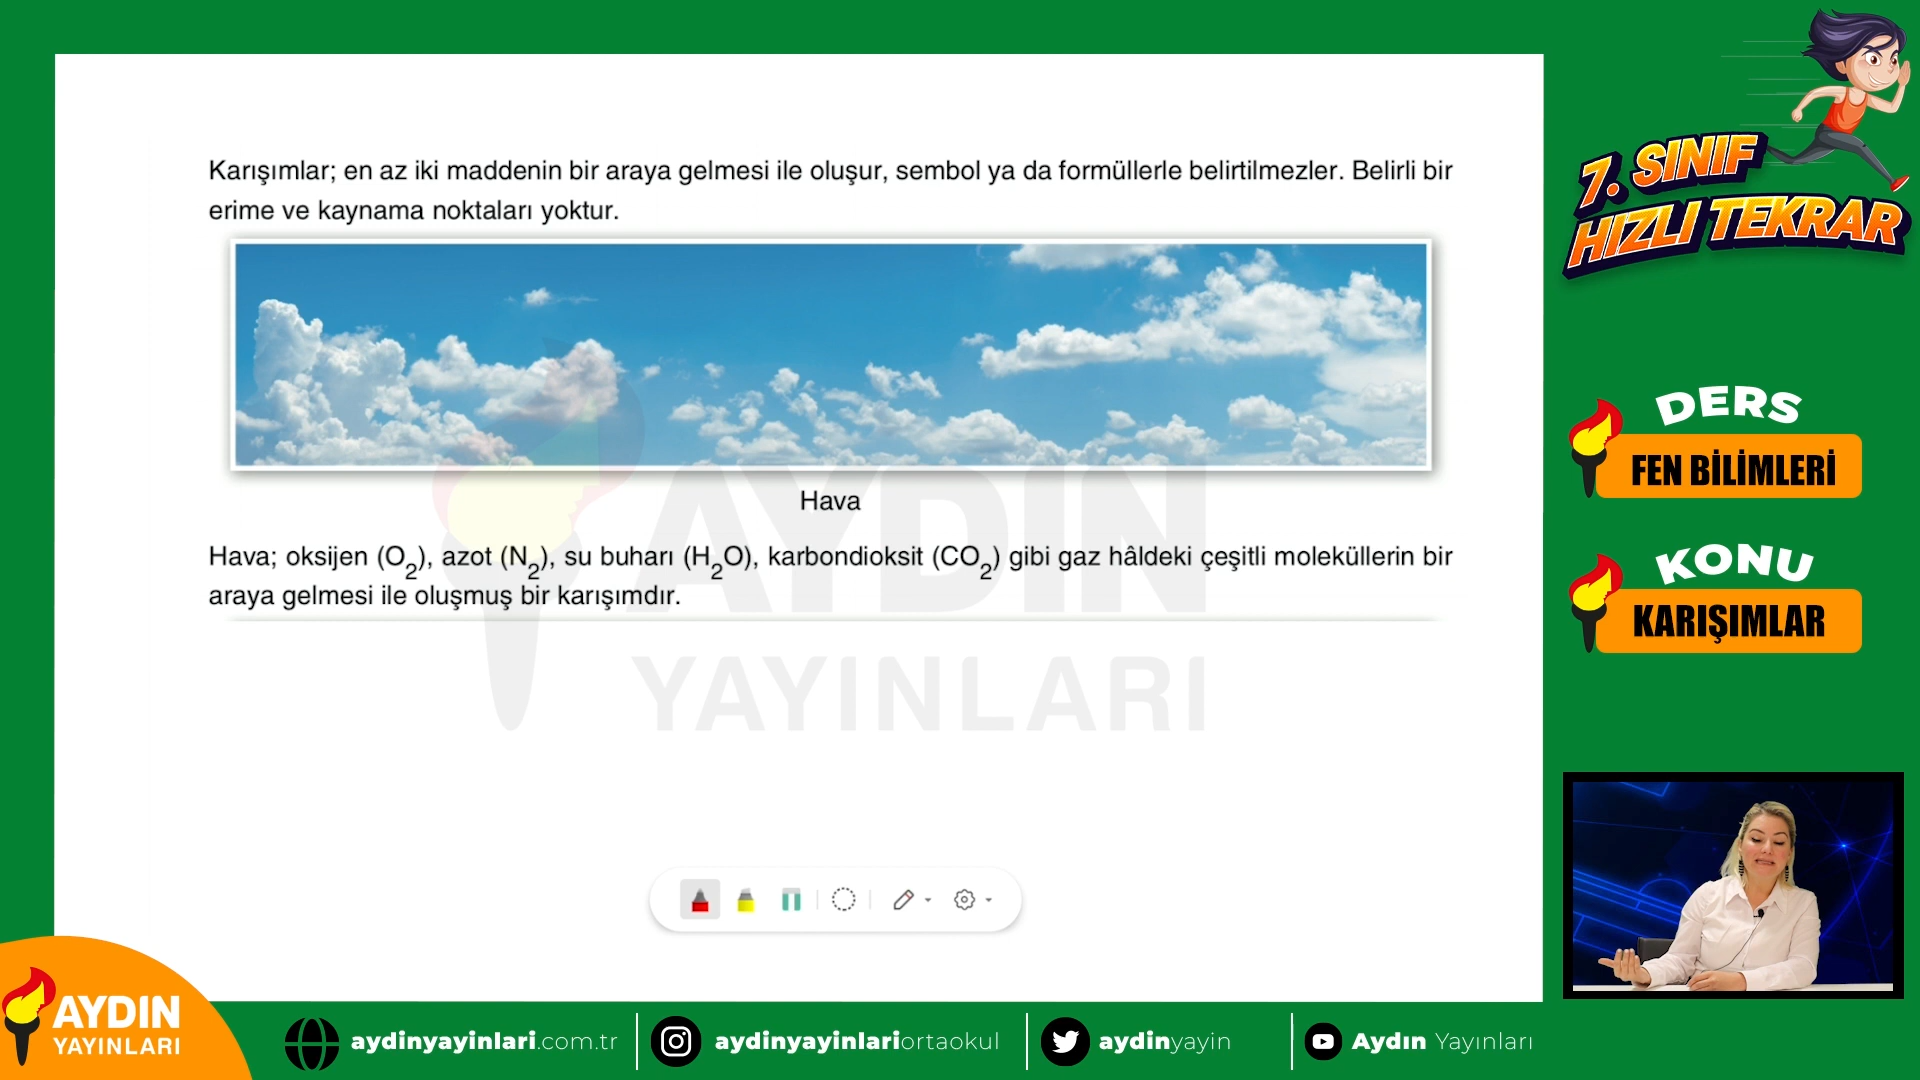 Karışımlar; en az iki maddenin bir araya gelmesi ile oluşur, sembol ya da formüllerle belirtilmezler. Belirli bir
erime ve kaynama noktaları yoktur.
Hava
Hava; oksijen (O₂), azot (N₂), su buharı (H₂O), karbondioksit (CO₂) gibi gaz hâldeki çeşitli moleküllerin bir
araya gelmesi ile oluşmuş bir karışımdır.
AYDIN
YAYINLARI
7. SINIF
HIZLI TEKRAR
DERS
FEN BİLİMLERİ
KONU
KARIŞIMLAR
AYDIN
YAYINLARI
aydinyayinlari.com.tr
aydinyayinlariortaokul
aydinyayin
Aydın Yayınları